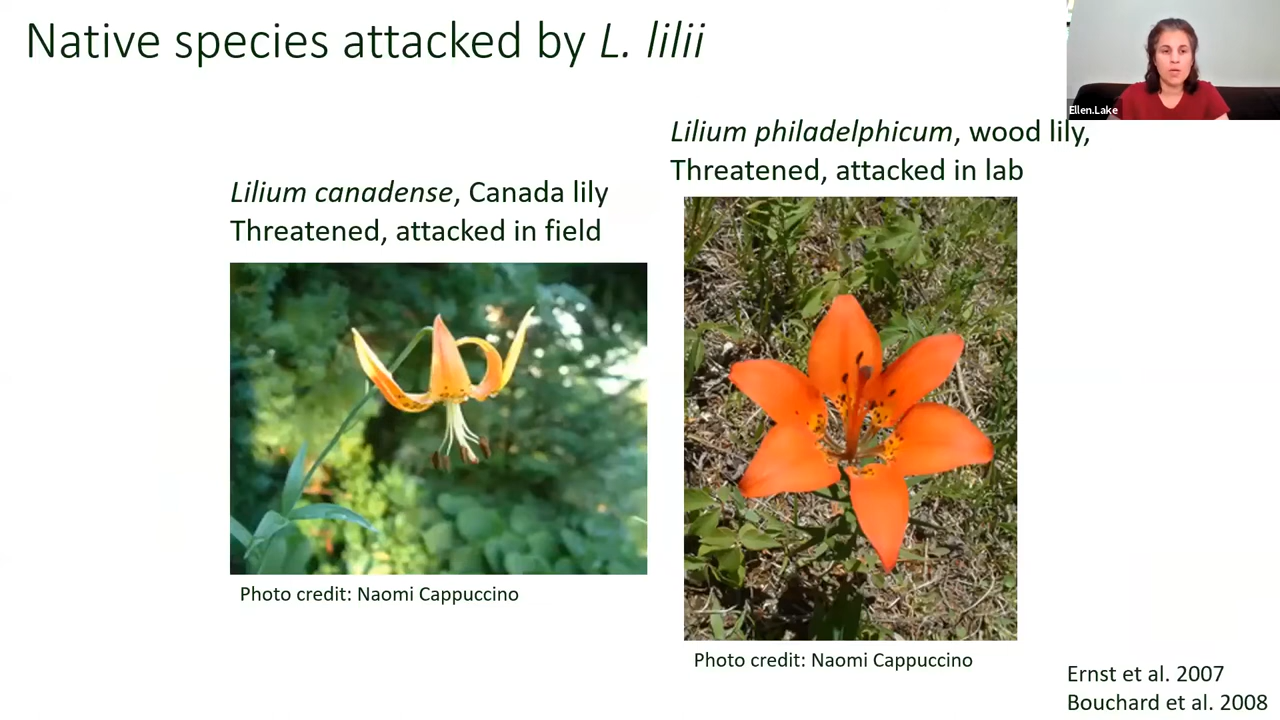 Native species attacked by L. lilii
Ellen.Lake
Lilium philadelphicum, wood lily,
Threatened, attacked in lab
Lilium canadense, Canada lily
Threatened, attacked in field
Photo credit: Naomi Cappuccino
Photo credit: Naomi Cappuccino
Ernst et al. 2007
Bouchard et al. 2008